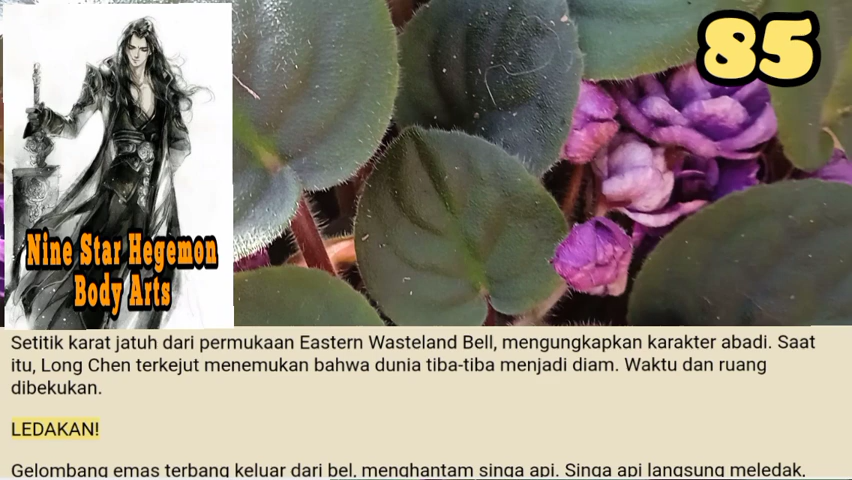 85
Nine Star Hegemon
Body Arts
Setitik karat jatuh dari permukaan Eastern Wasteland Bell, mengungkapkan karakter abadi. Saat
itu, Long Chen terkejut menemukan bahwa dunia tiba-tiba menjadi diam. Waktu dan ruang
dibekukan.
LEDAKAN!
Gelombang emas terbang keluar dari bel, menghantam singa api. Singa api langsung meledak,